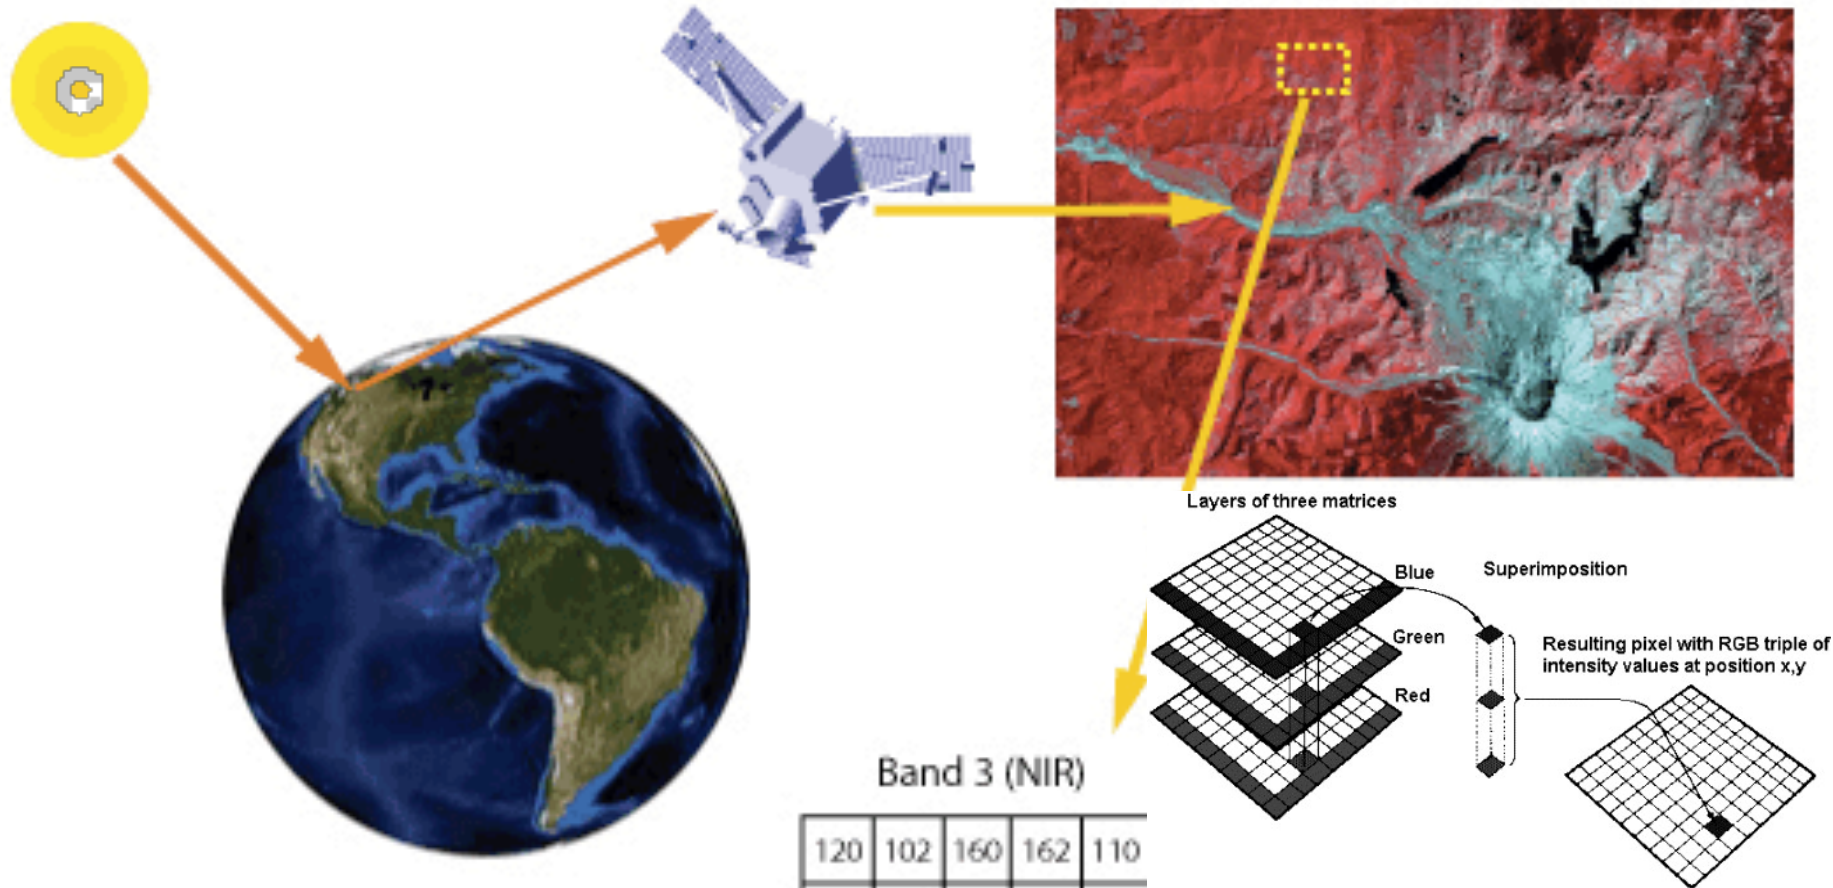 Layers of three matrices
Blue
Superimposition
Green
Resulting pixel with RGB triple of
intensity values at position x,y
Red
Band 3 (NIR)
120 102 160 162 110